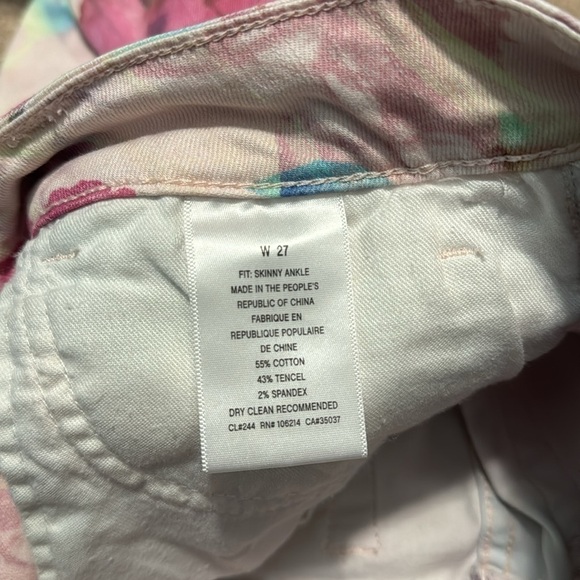 W 27
FIT: SKINNY ANKLE
MADE IN THE PEOPLE'S
REPUBLIC OF CHINA
FABRIQUE EN
REPUBLIQUE POPULAIRE
DE CHINE
55% COTTON
43% TENCEL
2% SPANDEX
DRY CLEAN RECOMMENDED
CL#244 RN# 106214 CA#35037